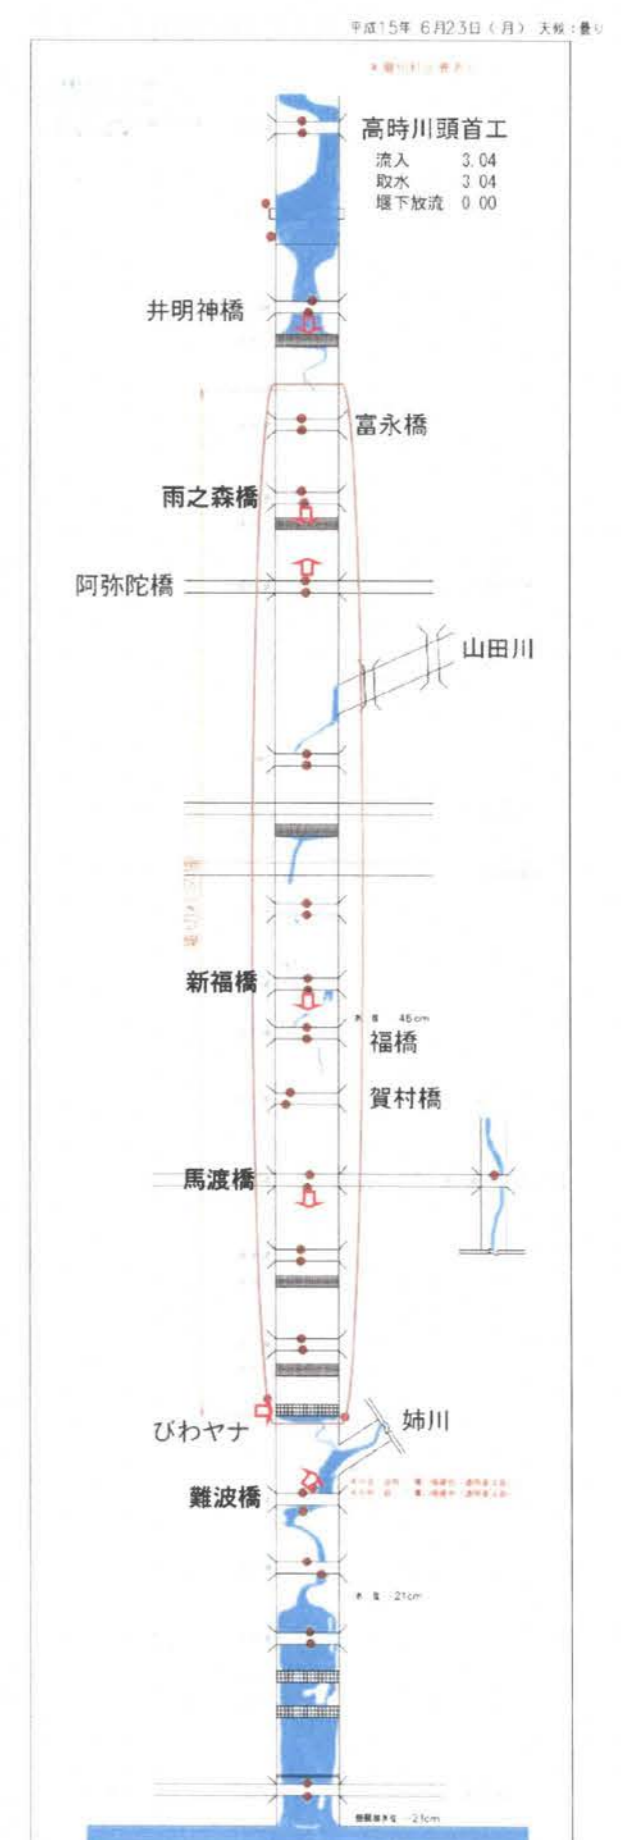 平成15年 6月23日(月) 天候:曇り
高時川頭首工
流入 3.04
取水 3.04
堰下放流 0.00
井明神橋
富永橋
雨之森橋
阿弥陀橋
山田川
新福橋
水位 46cm
福橋
賀村橋
馬渡橋
姉川
びわヤナ
難波橋
水位 -21cm
-21cm